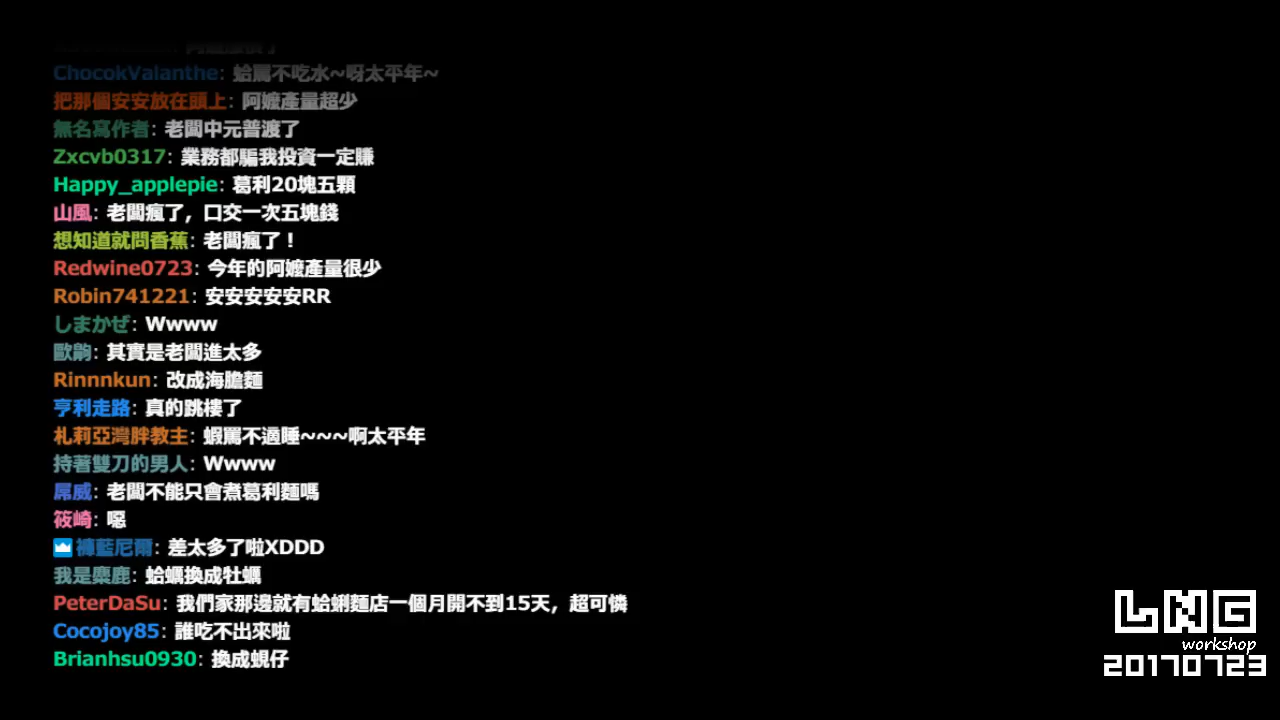 ChocokValanthe: 蛤罵不吃水~呀太平年~
把那個安安放在頭上: 阿嬤產量超少
無名寫作者: 老闆中元普渡了
Zxcvb0317: 業務都騙我投資一定賺
Happy_applepie: 葛利20塊五顆
山風: 老闆瘋了，口交一次五塊錢
想知道就問香蕉: 老闆瘋了！
Redwine0723: 今年的阿嬤產量很少
Robin741221: 安安安安安RR
しまかぜ: Wwww
歐齁: 其實是老闆進太多
Rinnnkun: 改成海膽麵
亨利走路: 真的跳樓了
札莉亞灣胖教主: 蝦罵不適睡~~~啊太平年
持著雙刀的男人: Wwww
屌威: 老闆不能只會煮葛利麵嗎
筱崎: 噁
褲藍尼爾: 差太多了啦XDDD
我是麋鹿: 蛤蠣換成牡蠣
PeterDaSu: 我們家那邊就有蛤蜊麵店一個月開不到15天，超可憐
Cocojoy85: 誰吃不出來啦
Brianhsu0930: 換成蜆仔
LNG
workshop
20170723